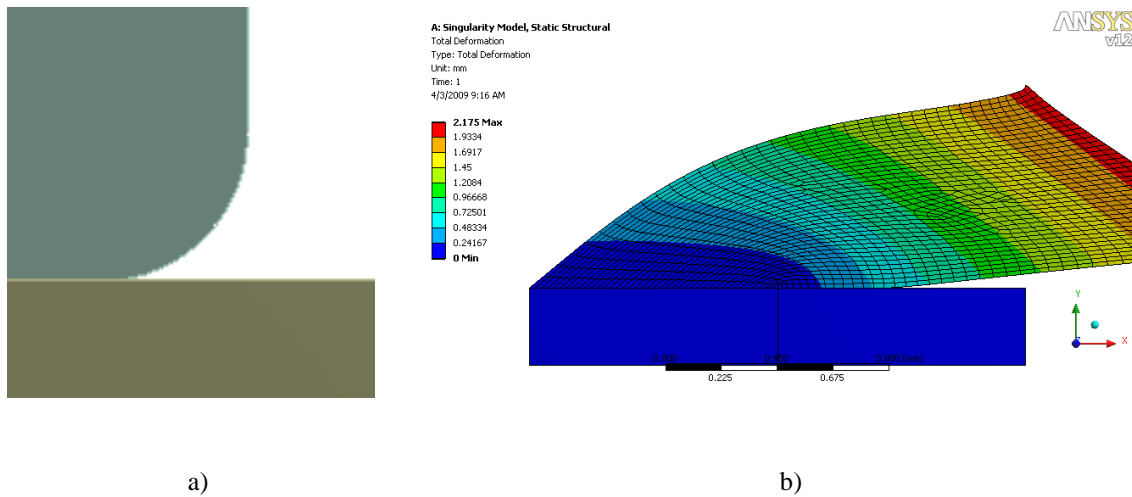 A: Singularity Model, Static Structural
Total Deformation
Type: Total Deformation
Unit: mm
Time: 1
4/3/2009 9:16 AM
ANSYS
v12
2.175 Max
1.9334
1.6917
1.45
1.2084
0.96668
0.72501
0.48334
0.24167
0 Min
0.000
0.450
0.900 (mm)
0.225
0.675
Y
X
a)
b)